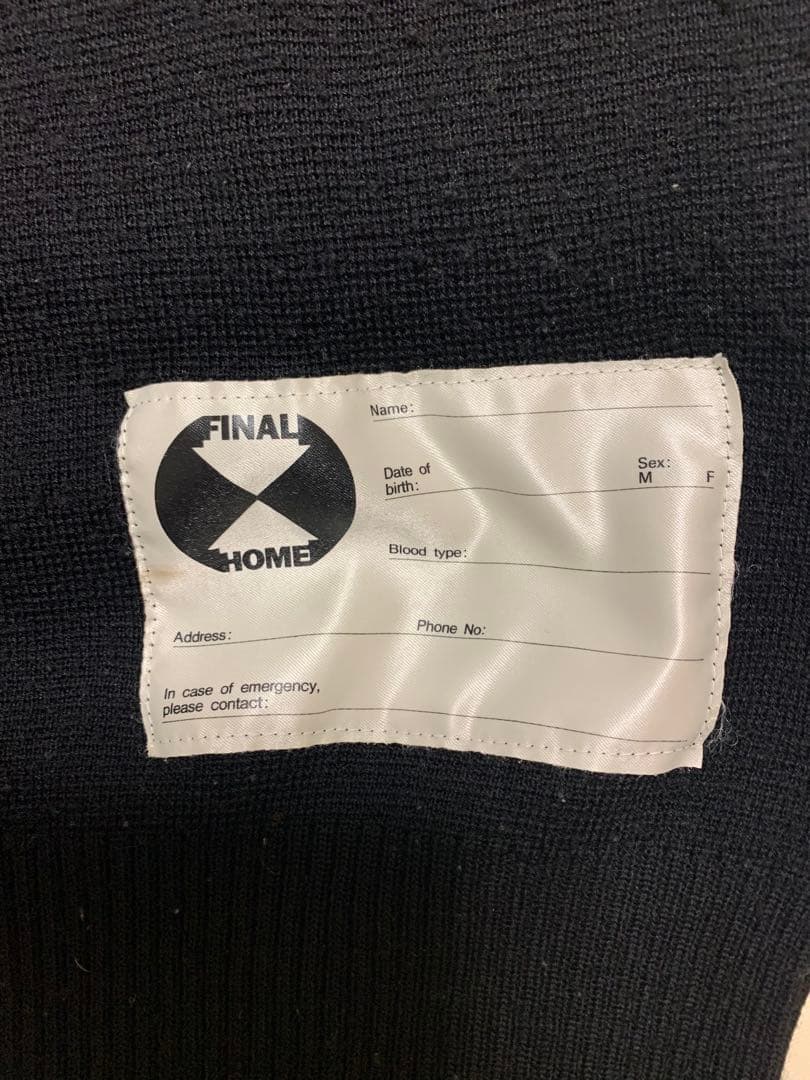 FINAL
HOME
Name:
Date of
birth:
Sex:
M F
Blood type:
Address:
Phone No:
In case of emergency,
please contact: